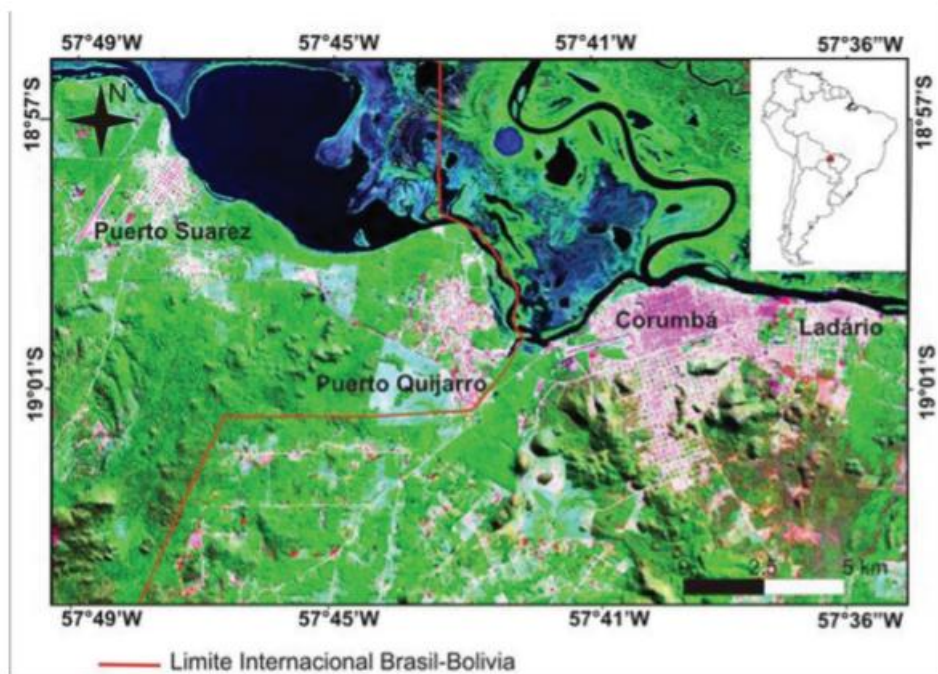 57°49'W 57°45'W 57°41'W 57°36"W
N
18°57'S 18°57'S
Puerto Suarez
Corumbá
Ladário
Puerto Quijarro
19°01'S 19°01'S
0 2.5 5 km
57°49'W 57°45'W 57°41'W 57°36"W
Limite Internacional Brasil-Bolivia